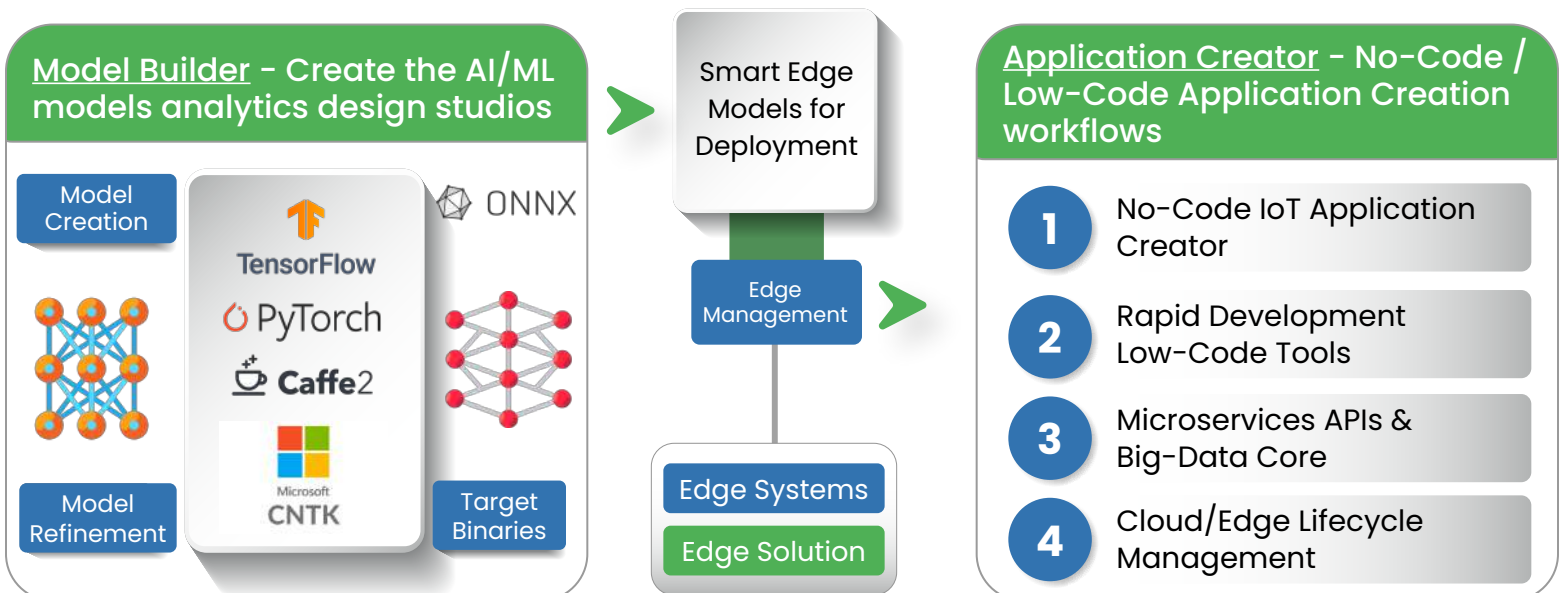 Model Builder - Create the AI/ML
models analytics design studios
Model
Creation
TensorFlow
PyTorch
Caffe2
Microsoft
CNTK
ONNX
Model
Refinement
Target
Binaries
Smart Edge
Models for
Deployment
Edge
Management
Edge Systems
Edge Solution
Application Creator - No-Code /
Low-Code Application Creation
workflows
1
No-Code IoT Application
Creator
2
Rapid Development
Low-Code Tools
3
Microservices APIs &
Big-Data Core
4
Cloud/Edge Lifecycle
Management